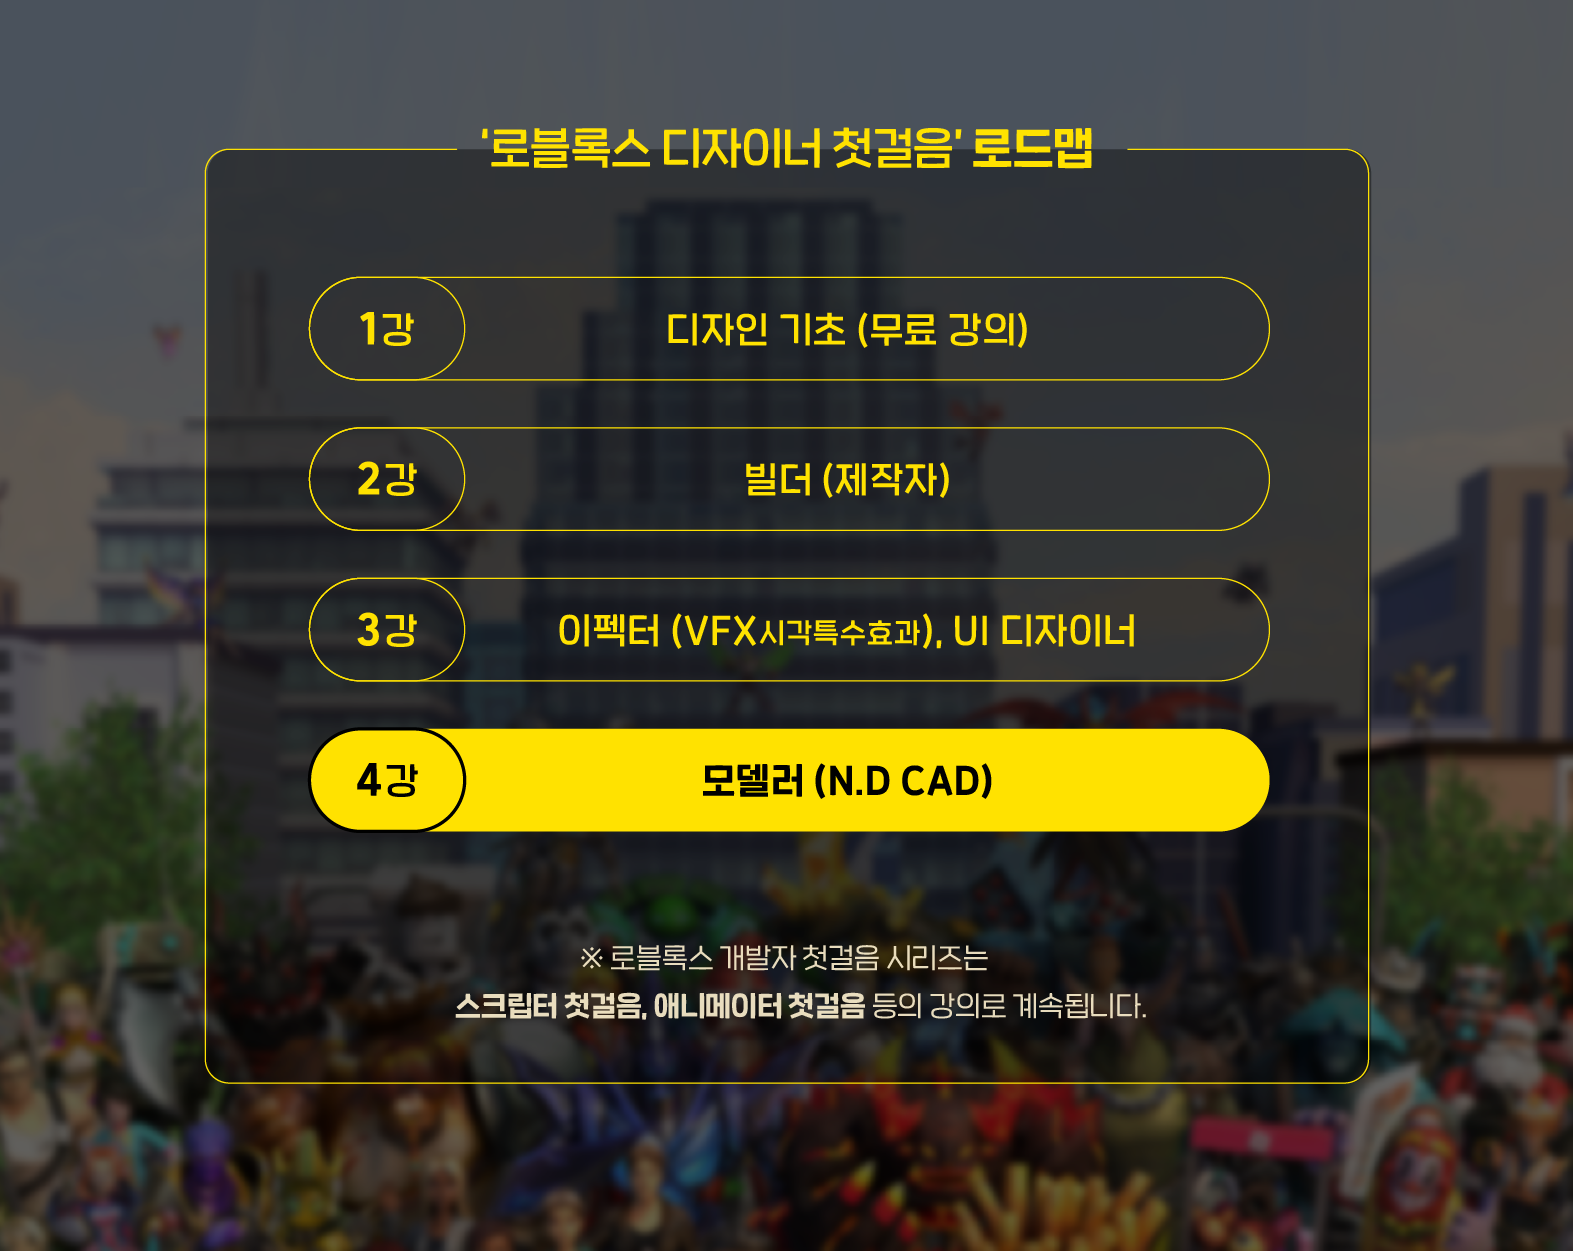 ‘로블록스 디자이너 첫걸음’ 로드맵
1강 디자인 기초 (무료 강의)
2강 빌더 (제작자)
3강 이펙터 (VFX시각특수효과), UI 디자이너
4강 모델러 (N.D CAD)
※ 로블록스 개발자 첫걸음 시리즈는
스크립터 첫걸음, 애니메이터 첫걸음 등의 강의로 계속됩니다.